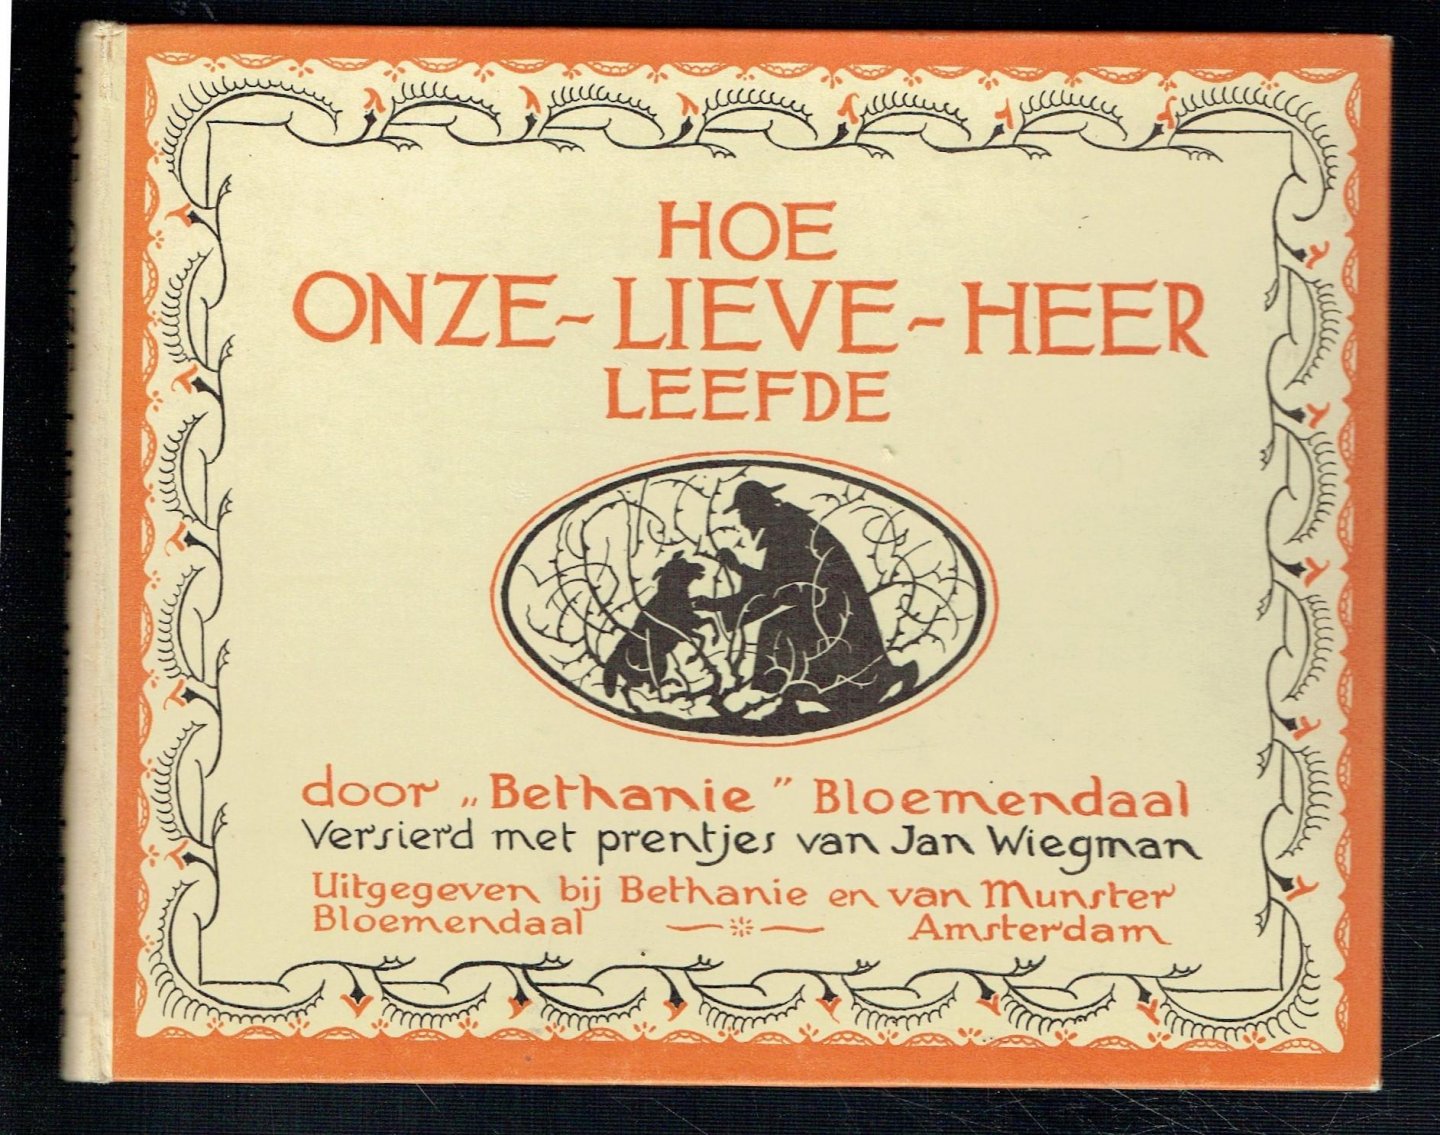 HOE
ONZE-LIEVE-HEER
LEEFDE
door „Bethanie” Bloemendaal
Versierd met prentjes van Jan Wiegman
Uitgegeven bij Bethanie en van Munster
Bloemendaal Amsterdam